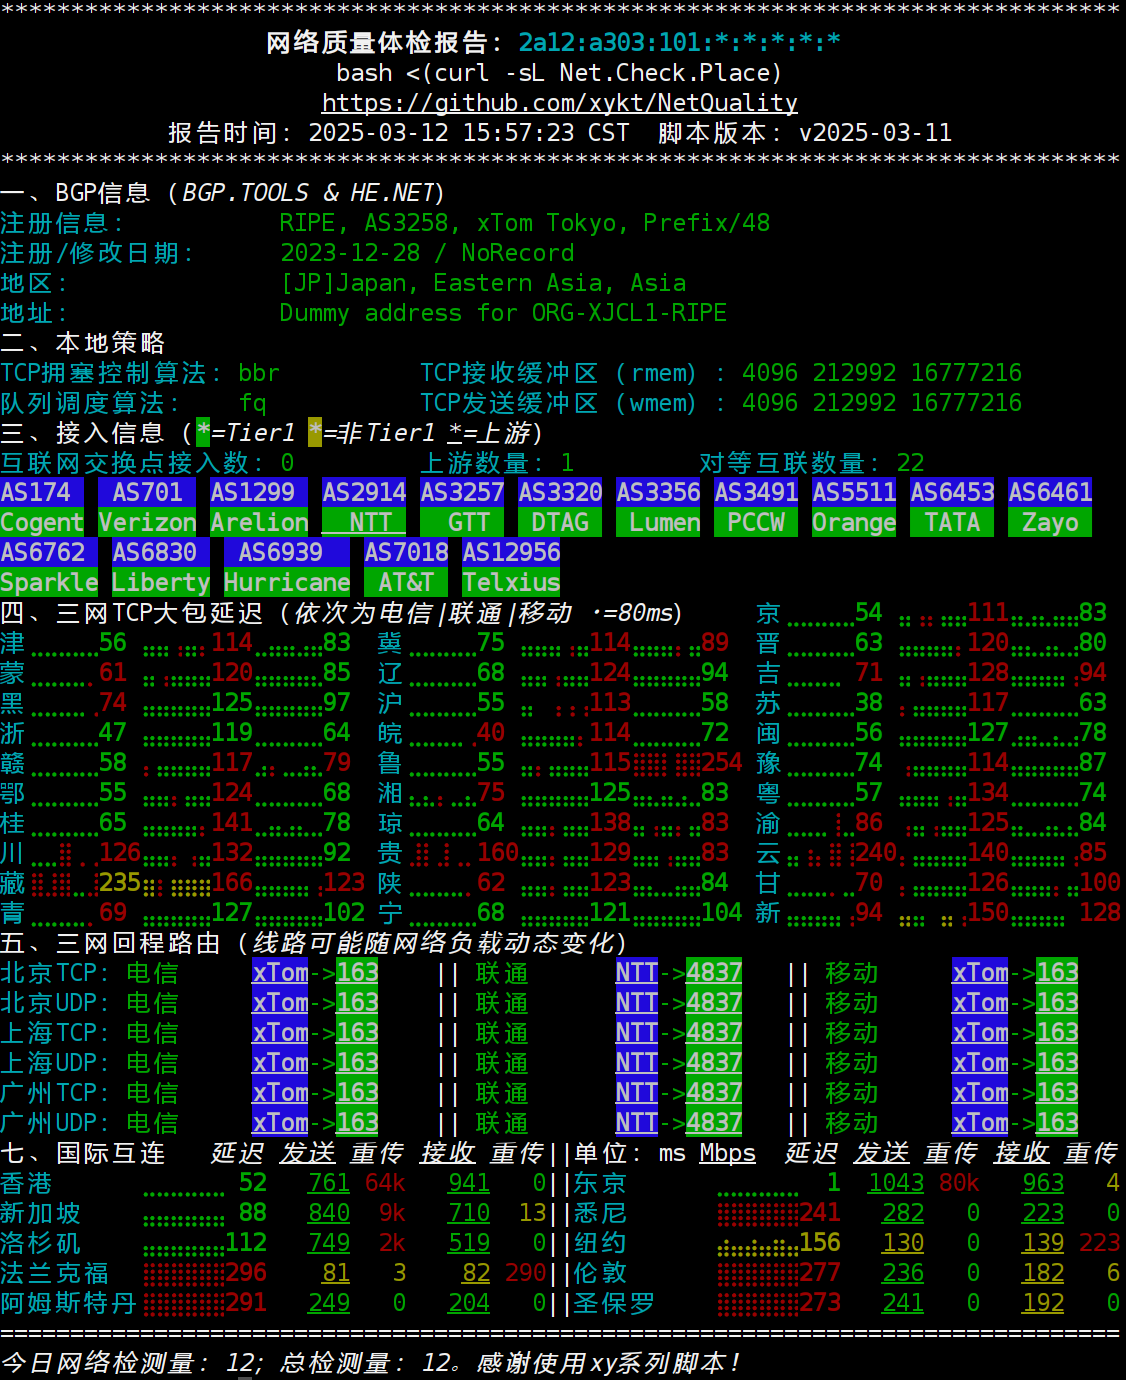 ********************************************************************************
网络质量体检报告：2a12:a303:101:*:*:*:*:*
bash <(curl -sL Net.Check.Place)
https://github.com/xykt/NetQuality
报告时间：2025-03-12 15:57:23 CST  脚本版本：v2025-03-11
********************************************************************************
一、BGP信息（BGP.TOOLS & HE.NET）
注册信息： RIPE, AS3258, xTom Tokyo, Prefix/48
注册/修改日期： 2023-12-28 / NoRecord
地区： [JP]Japan, Eastern Asia, Asia
地址： Dummy address for ORG-XJCL1-RIPE
二、本地策略
TCP拥塞控制算法：bbr TCP接收缓冲区（rmem）：4096 212992 16777216
队列调度算法： fq TCP发送缓冲区（wmem）：4096 212992 16777216
三、接入信息（*=Tier1 *=非Tier1 *=上游）
互联网交换点接入数：0 上游数量：1 对等互联数量：22
AS174 AS701 AS1299 AS2914 AS3257 AS3320 AS3356 AS3491 AS5511 AS6453 AS6461
Cogent Verizon Arelion NTT GTT DTAG Lumen PCCW Orange TATA Zayo
AS6762 AS6830 AS6939 AS7018 AS12956
Sparkle Liberty Hurricane AT&T Telxius
四、三网TCP大包延迟（依次为电信|联通|移动 ·=80ms） 京 54 111 83
津 56 114 83 冀 75 114 89 晋 63 120 80
蒙 61 120 85 辽 68 124 94 吉 71 128 94
黑 74 125 97 沪 55 113 58 苏 38 117 63
浙 47 119 64 皖 40 114 72 闽 56 127 78
赣 58 117 79 鲁 55 115 254 豫 74 114 87
鄂 55 124 68 湘 75 125 83 粤 57 134 74
桂 65 141 78 琼 64 138 83 渝 86 125 84
川 126 132 92 贵 160 129 83 云 240 140 85
藏 235 166 123 陕 62 123 84 甘 70 126 100
青 69 127 102 宁 68 121 104 新 94 150 128
五、三网回程路由（线路可能随网络负载动态变化）
北京TCP：电信 xTom->163 || 联通 NTT->4837 || 移动 xTom->163
北京UDP：电信 xTom->163 || 联通 NTT->4837 || 移动 xTom->163
上海TCP：电信 xTom->163 || 联通 NTT->4837 || 移动 xTom->163
上海UDP：电信 xTom->163 || 联通 NTT->4837 || 移动 xTom->163
广州TCP：电信 xTom->163 || 联通 NTT->4837 || 移动 xTom->163
广州UDP：电信 xTom->163 || 联通 NTT->4837 || 移动 xTom->163
七、国际互连 延迟 发送 重传 接收 重传||单位：ms Mbps 延迟 发送 重传 接收 重传
香港 52 761 64k 941 0||东京 1 1043 80k 963 4
新加坡 88 840 9k 710 13||悉尼 241 282 0 223 0
洛杉矶 112 749 2k 519 0||纽约 156 130 0 139 223
法兰克福 296 81 3 82 290||伦敦 277 236 0 182 6
阿姆斯特丹 291 249 0 204 0||圣保罗 273 241 0 192 0
================================================================================
今日网络检测量：12；总检测量：12。感谢使用xy系列脚本！